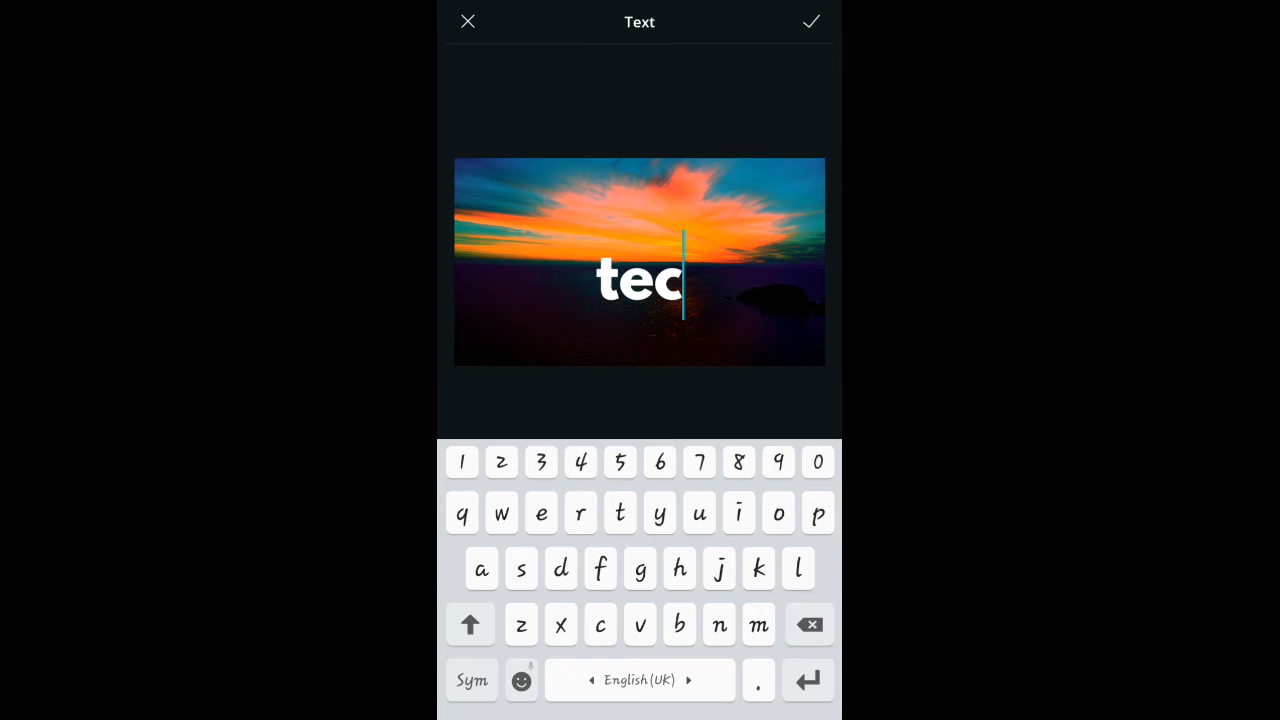 Text
tec
1 2 3 4 5 6 7 8 9 0
q w e r t y u i o p
a s d f g h j k l
z x c v b n m
Sym English(UK) .